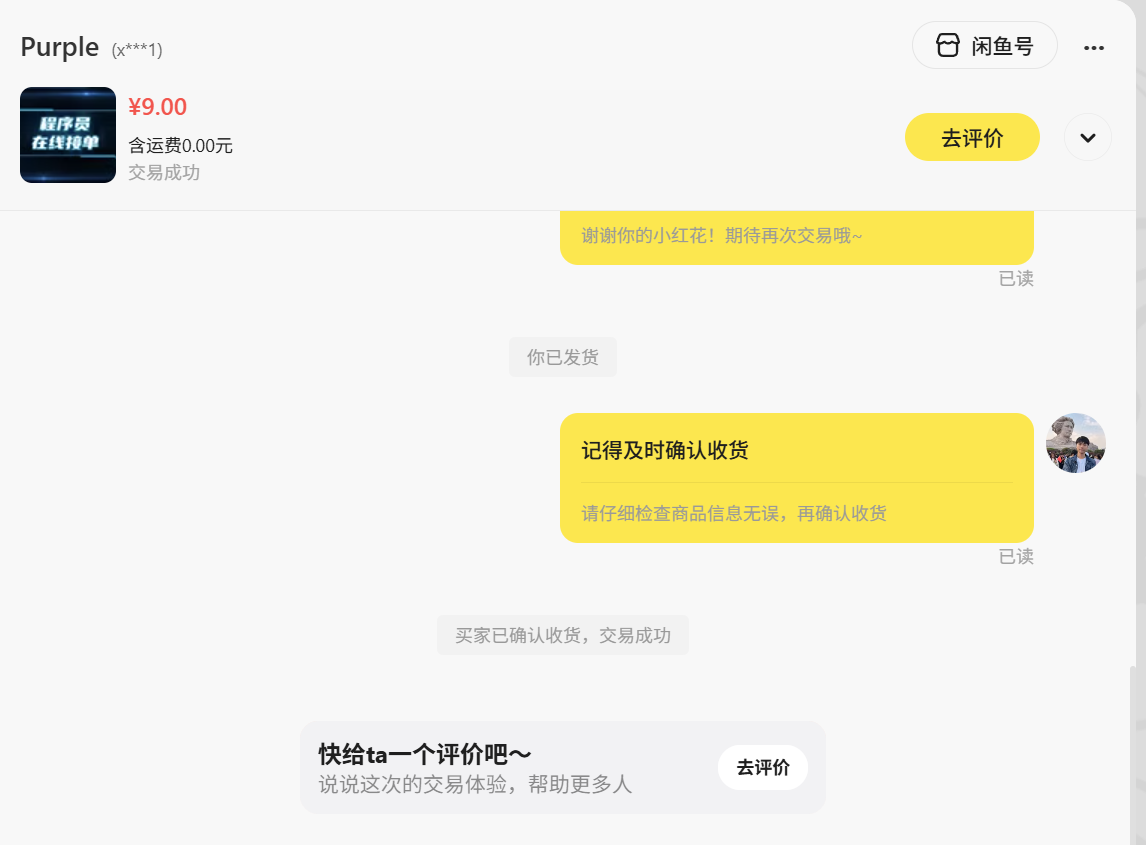 Purple (x***1)
闲鱼号
程序员
在线接单
¥9.00
含运费0.00元
交易成功
去评价
谢谢你的小红花！期待再次交易哦~
已读
你已发货
记得及时确认收货
请仔细检查商品信息无误，再确认收货
已读
买家已确认收货，交易成功
快给ta一个评价吧～
说说这次的交易体验，帮助更多人
去评价